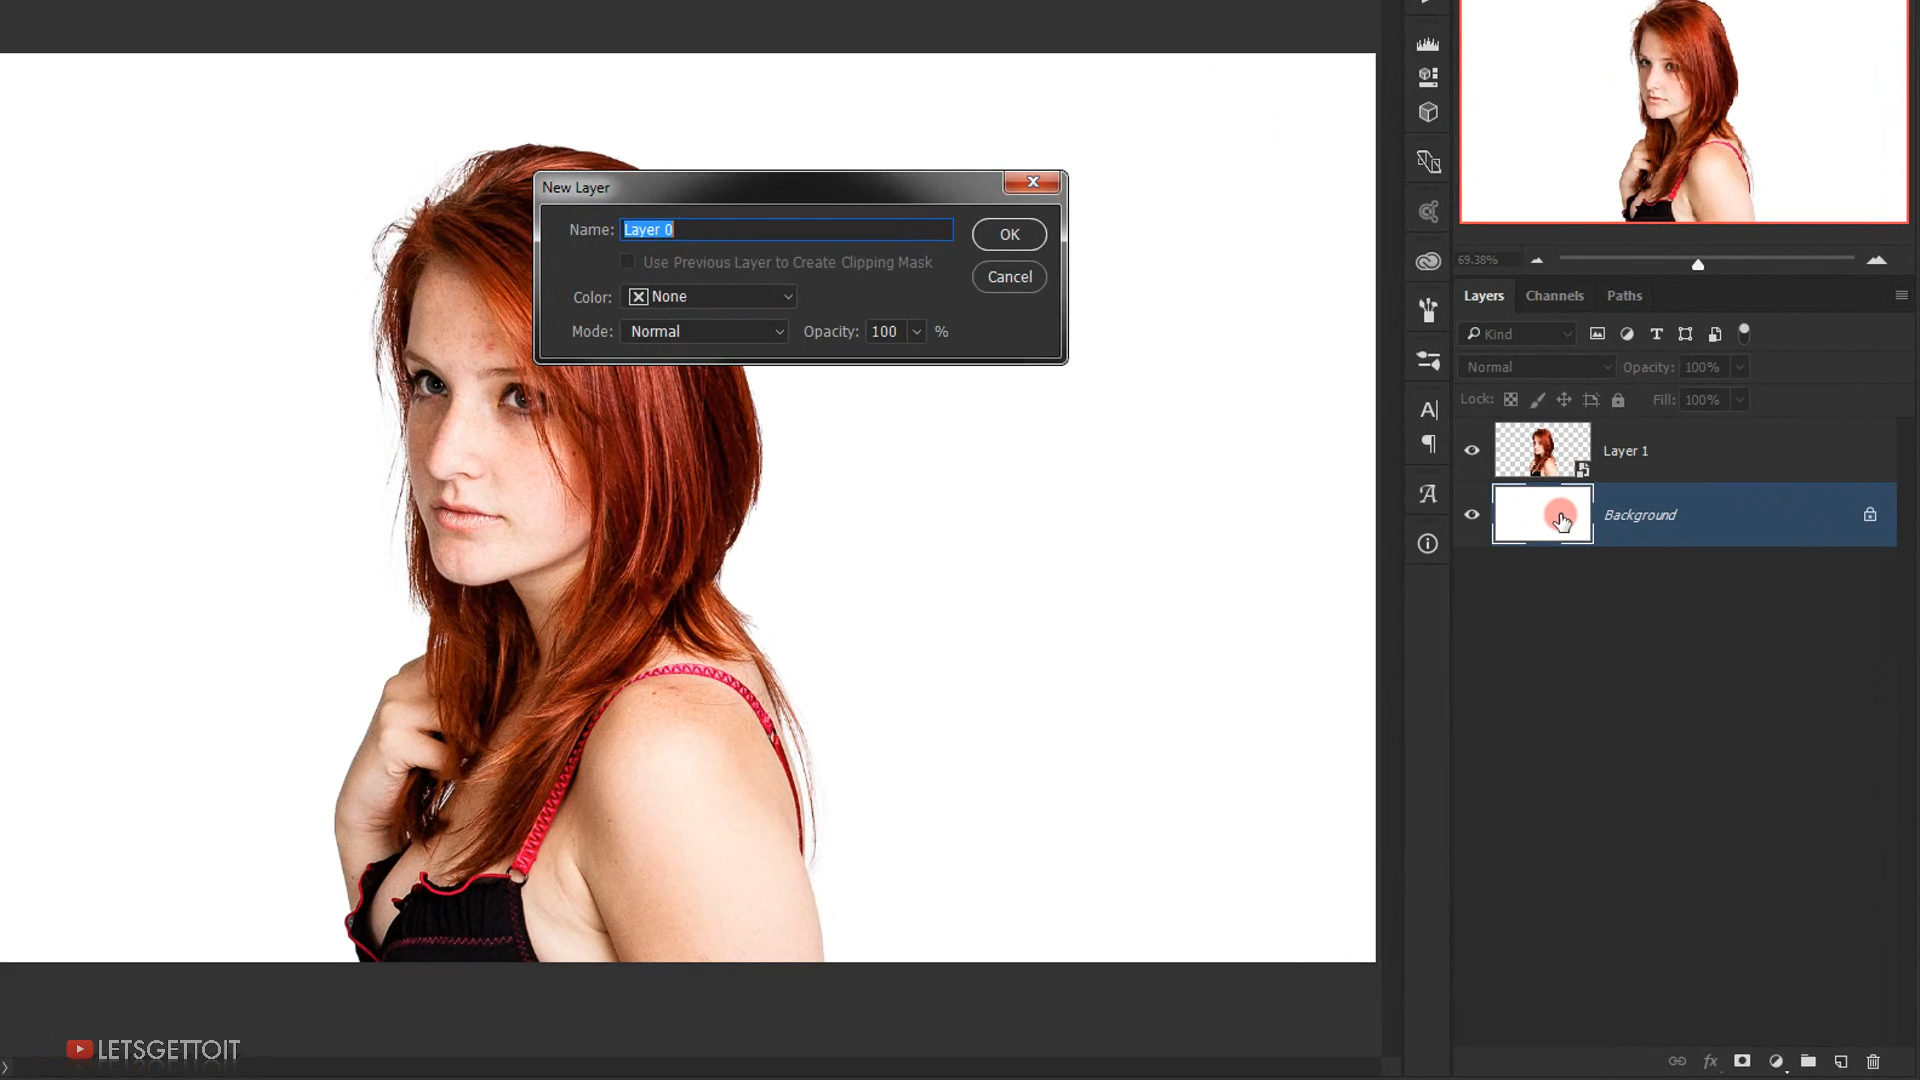 New Layer
Name: Layer 0
OK
Use Previous Layer to Create Clipping Mask
Cancel
Color: None
Mode: Normal Opacity: 100 %
69.38%
Layers Channels Paths
Kind
Normal Opacity: 100%
Lock: Fill: 100%
Layer 1
Background
LETSGETTOIT
fx